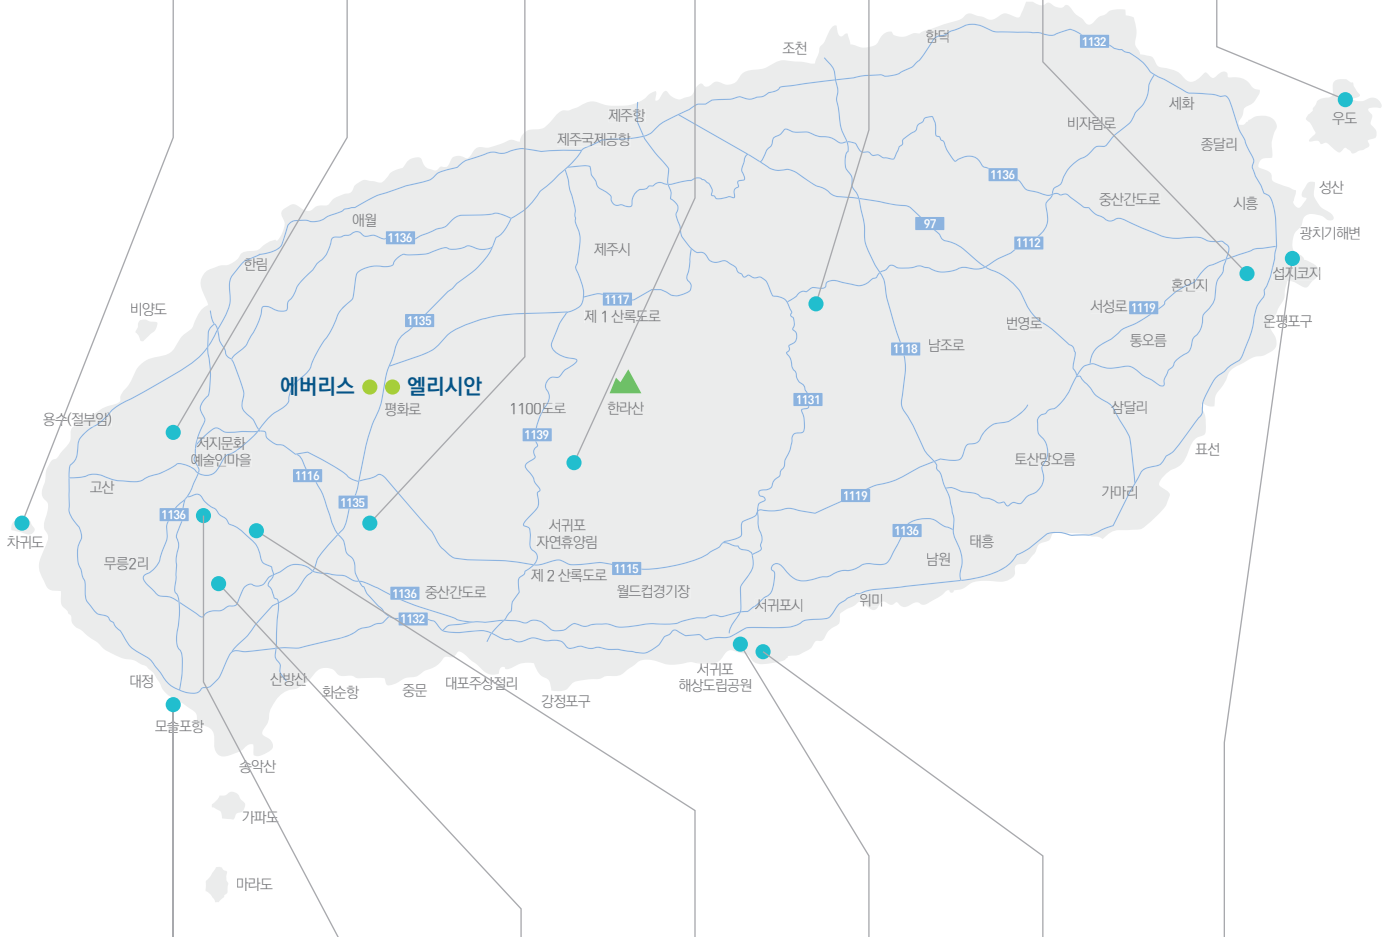 함덕
1132
조천
세화
제주항
비자림로
우도
제주국제공항
종달리
1136
성산
중산간도로
시흥
애월
97
광치기해변
1136
1112
제주시
한림
섭지코지
혼인지
1117
서성로 1119
비양도
제 1 산록도로
1135
번영로
온평포구
통오름
1118
남조로
에버리스
엘리시안
1131
평화로
1100도로
한라산
삼달리
용수(절부암)
1139
저지문화
예술인마을
표선
토산망오름
1116
고산
가마리
1119
1135
1136
서귀포
자연휴양림
1136
차귀도
태흥
무릉2리
남원
1115
제 2 산록도로
1136
중산간도로
월드컵경기장
서귀포시
위미
1132
서귀포
해상도립공원
대정
산방산
화순항
중문
대포주상절리
강정포구
모슬포항
송악산
가파도
마라도